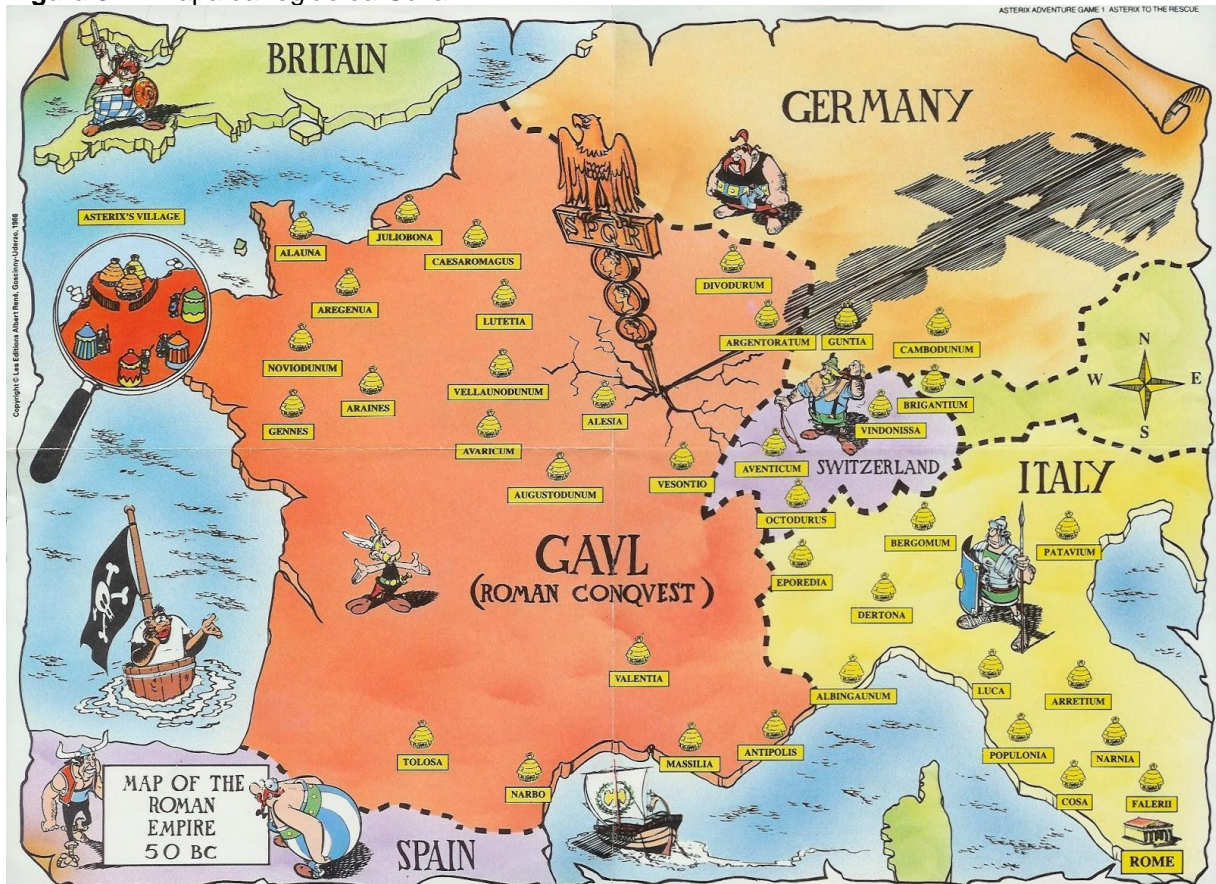 ASTERIX ADVENTURE GAME 1 ASTERIX TO THE RESCUE
BRITAIN
GERMANY
SPQR
ASTERIX'S VILLAGE
ALAUNA
JULIOBONA
CAESAROMAGUS
DIVODURUM
AREGENUA
LUTETIA
ARGENTORATUM
GUNTIA
CAMBODUNUM
N
W
E
S
NOVIODUNUM
VELLAUNODUNUM
ARAINES
ALESIA
BRIGANTIUM
VINDONISSA
GENNES
AVARICUM
AVENTICUM
SWITZERLAND
ITALY
AUGUSTODUNUM
VESONTIO
OCTODURUS
BERGOMUM
PATAVIUM
GAVL
(ROMAN CONQVEST)
EPOREDIA
DERTONA
VALENTIA
ALBINGAUNUM
LUCA
ARRETIUM
TOLOSA
MASSILIA
ANTIPOLIS
POPULONIA
NARNIA
NARBO
COSA
FALERII
ROME
MAP OF THE
ROMAN
EMPIRE
50 BC
SPAIN
Copyright © Les Editions Albert René, Goscinny-Uderzo, 1986